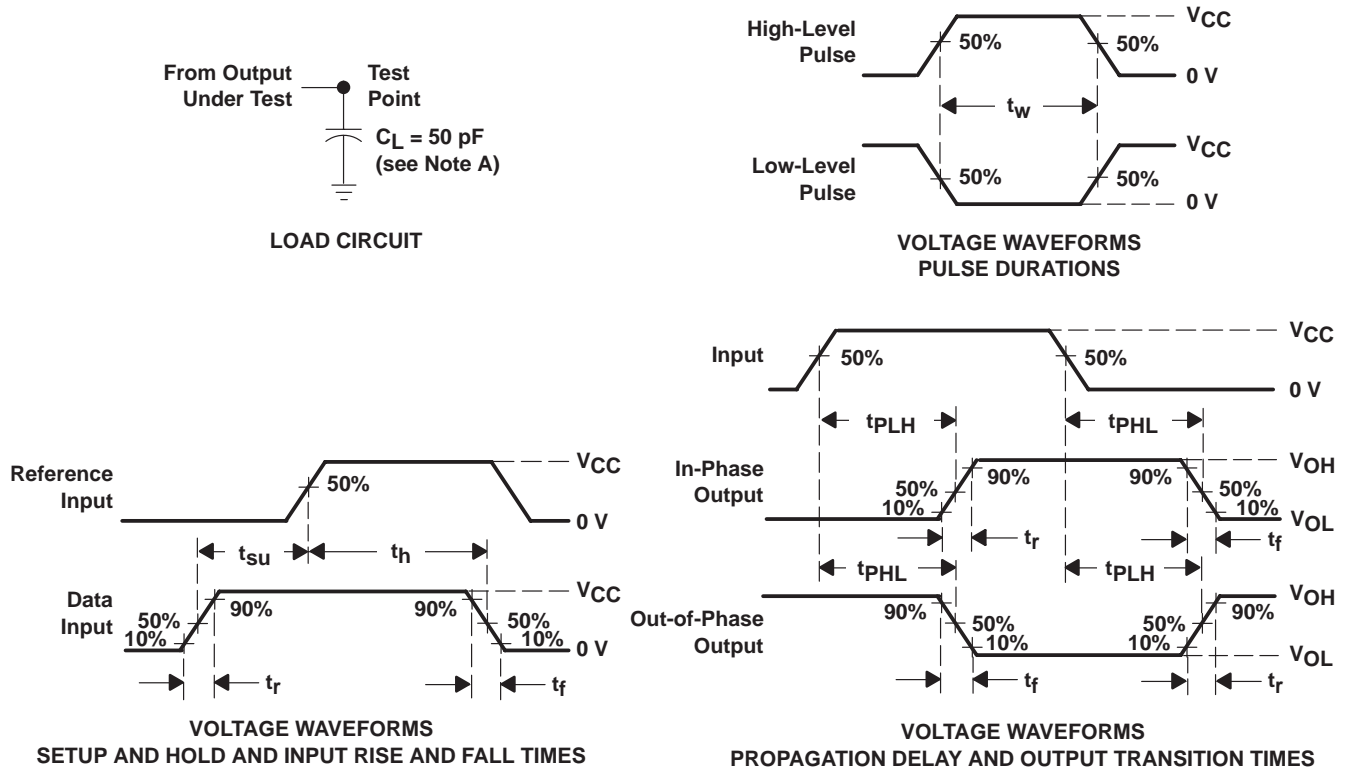 From Output
Under Test
Test
Point
CL = 50 pF
(see Note A)
LOAD CIRCUIT
High-Level
Pulse
50%
50%
VCC
0 V
tw
Low-Level
Pulse
50%
50%
VCC
0 V
VOLTAGE WAVEFORMS
PULSE DURATIONS
Reference
Input
50%
VCC
0 V
tsu
th
Data
Input
50%
10%
90%
90%
50%
10%
VCC
0 V
tr
tf
VOLTAGE WAVEFORMS
SETUP AND HOLD AND INPUT RISE AND FALL TIMES
Input
50%
50%
VCC
0 V
tPLH
tPHL
In-Phase
Output
50%
10%
90%
90%
50%
10%
VOH
VOL
tr
tf
tPHL
tPLH
Out-of-Phase
Output
90%
50%
10%
50%
10%
90%
VOH
VOL
tf
tr
VOLTAGE WAVEFORMS
PROPAGATION DELAY AND OUTPUT TRANSITION TIMES